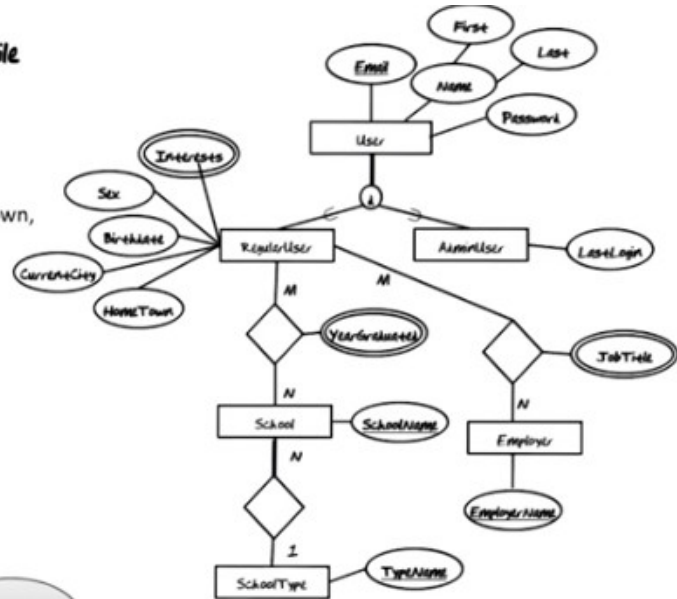 ile
First
Last
Email
Name
Password
User
Interests
Sex
d
own,
Birthdate
RegularUser
AdminUser
LastLogin
CurrentCity
HomeTown
M
M
YearGraduated
JobTitle
N
N
School
SchoolName
Employer
N
EmployerName
1
SchoolType
TypeName